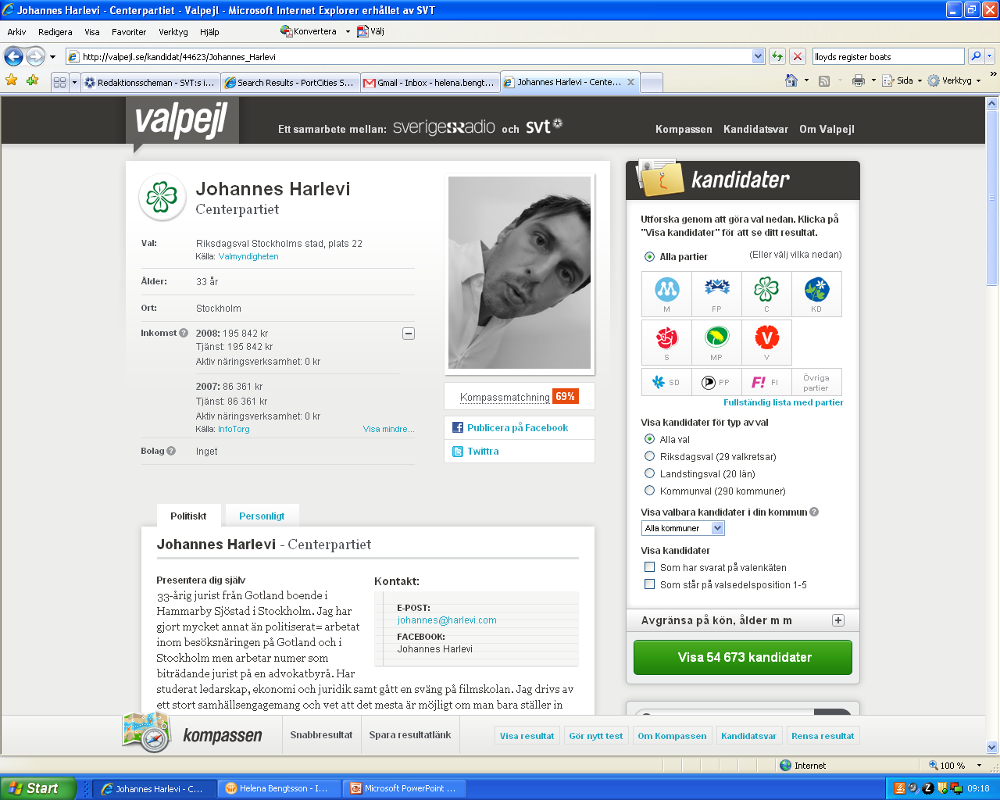 Johannes Harlevi - Centerpartiet - Valpejl - Microsoft Internet Explorer erhållet av SVT
Arkiv Redigera Visa Favoriter Verktyg Hjälp Konvertera Välj
http://valpejl.se/kandidat/44623/Johannes_Harlevi
lloyds register boats
Redaktionsscheman - SVT:s i...
Search Results - PortCities S...
Gmail - Inbox - helena.bengt...
Johannes Harlevi - Cente...
Sida Verktyg
valpejl
Ett samarbete mellan: sverigesradio och svt
Kompassen Kandidatsvar Om Valpejl
Johannes Harlevi
Centerpartiet
Val: Riksdagsval Stockholms stad, plats 22
Källa: Valmyndigheten
Ålder: 33 år
Ort: Stockholm
Inkomst ? 2008: 195 842 kr
Tjänst: 195 842 kr
Aktiv näringsverksamhet: 0 kr
2007: 86 361 kr
Tjänst: 86 361 kr
Aktiv näringsverksamhet: 0 kr
Källa: InfoTorg Visa mindre...
Bolag ? Inget
Kompassmatchning 69%
Publicera på Facebook
Twittra
Politiskt Personligt
Johannes Harlevi - Centerpartiet
Presentera dig själv
33-årig jurist från Gotland boende i
Hammarby Sjöstad i Stockholm. Jag har
gjort mycket annat än politiserat= arbetat
inom besöksnäringen på Gotland och i
Stockholm men arbetar numer som
biträdande jurist på en advokatbyrå. Har
studerat ledarskap, ekonomi och juridik samt gått en sväng på filmskolan. Jag drivs av
ett stort samhällsengagemang och vet att det mesta är möjligt om man bara ställer in
Kontakt:
E-POST:
johannes@harlevi.com
FACEBOOK:
Johannes Harlevi
kandidater
Utforska genom att göra val nedan. Klicka på
"Visa kandidater" för att se ditt resultat.
Alla partier (Eller välj vilka nedan)
M FP C KD
S MP V
SD PP F! FI Övriga
partier
Fullständig lista med partier
Visa kandidater för typ av val
Alla val
Riksdagsval (29 valkretsar)
Landstingsval (20 län)
Kommunval (290 kommuner)
Visa valbara kandidater i din kommun ?
Alla kommuner
Visa kandidater
Som har svarat på valenkäten
Som står på valsedelsposition 1-5
Avgränsa på kön, ålder m m
Visa 54 673 kandidater
kompassen Snabbresultat Spara resultatlänk Visa resultat Gör nytt test Om Kompassen Kandidatsvar Rensa resultat
Internet 100 %
Start Johannes Harlevi - C... Helena Bengtsson - I... Microsoft PowerPoint ... 09:18